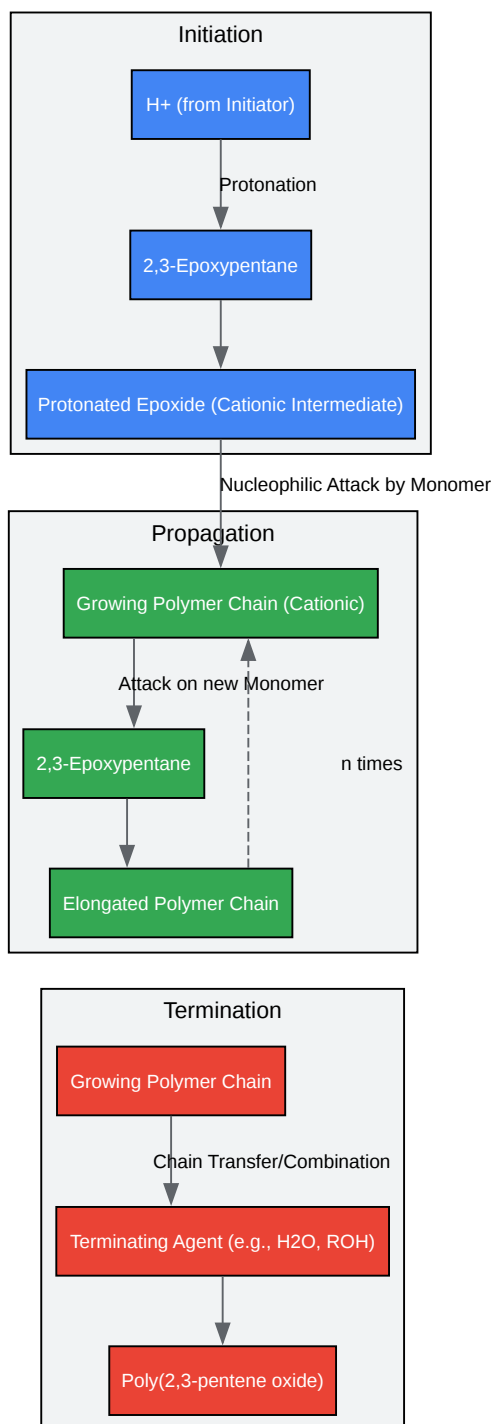 Initiation
H+ (from Initiator)
Protonation
2,3-Epoxypentane
Protonated Epoxide (Cationic Intermediate)
Nucleophilic Attack by Monomer
Propagation
Growing Polymer Chain (Cationic)
Attack on new Monomer
2,3-Epoxypentane
n times
Elongated Polymer Chain
Termination
Growing Polymer Chain
Chain Transfer/Combination
Terminating Agent (e.g., H2O, ROH)
Poly(2,3-pentene oxide)